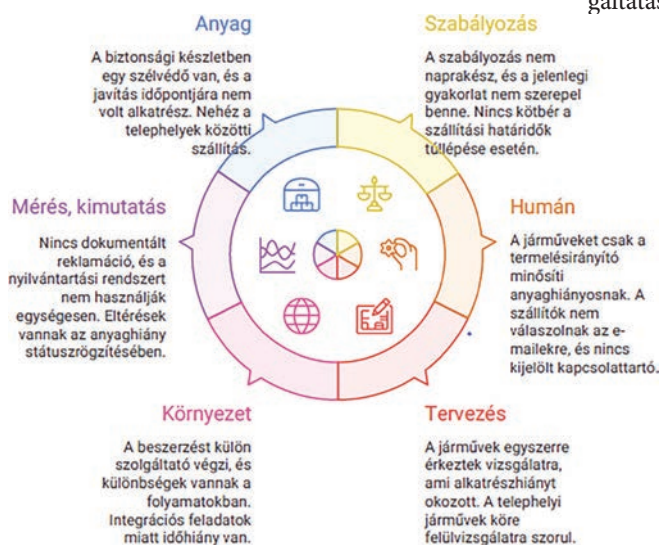 gáltatás
Anyag
A biztonsági készletben
egy szélvédő van, és a
javítás időpontjára nem
volt alkatrész. Nehéz a
telephelyek közötti
szállítás.
Szabályozás
A szabályozás nem
naprakész, és a jelenlegi
gyakorlat nem szerepel
benne. Nincs kötbér a
szállítási határidők
túllépése esetén.
Mérés, kimutatás
Nincs dokumentált
reklamáció, és a
nyilvántartási rendszert
nem használják
egységesen. Eltérések
vannak az anyaghiány
státuszrögzítésében.
Humán
A járműveket csak a
termelésirányító
minősíti
anyaghiányosnak. A
szállítók nem
válaszolnak az e-
mailekre, és nincs
kijelölt kapcsolattartó.
Környezet
A beszerzést külön
szolgáltató végzi, és
különbségek vannak a
folyamatokban.
Integrációs feladatok
miatt időhiány van.
Tervezés
A járművek egyszerre
érkeztek vizsgálatra,
ami alkatrészhiányt
okozott. A telephelyi
járművek köre
felülvizsgálatra szorul.